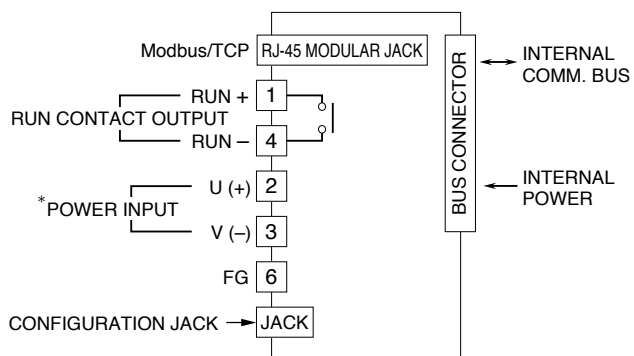 Modbus/TCP RJ-45 MODULAR JACK
RUN + 1
RUN CONTACT OUTPUT
RUN – 4
U (+) 2
*POWER INPUT
V (–) 3
FG 6
CONFIGURATION JACK JACK
BUS CONNECTOR
INTERNAL
COMM. BUS
INTERNAL
POWER